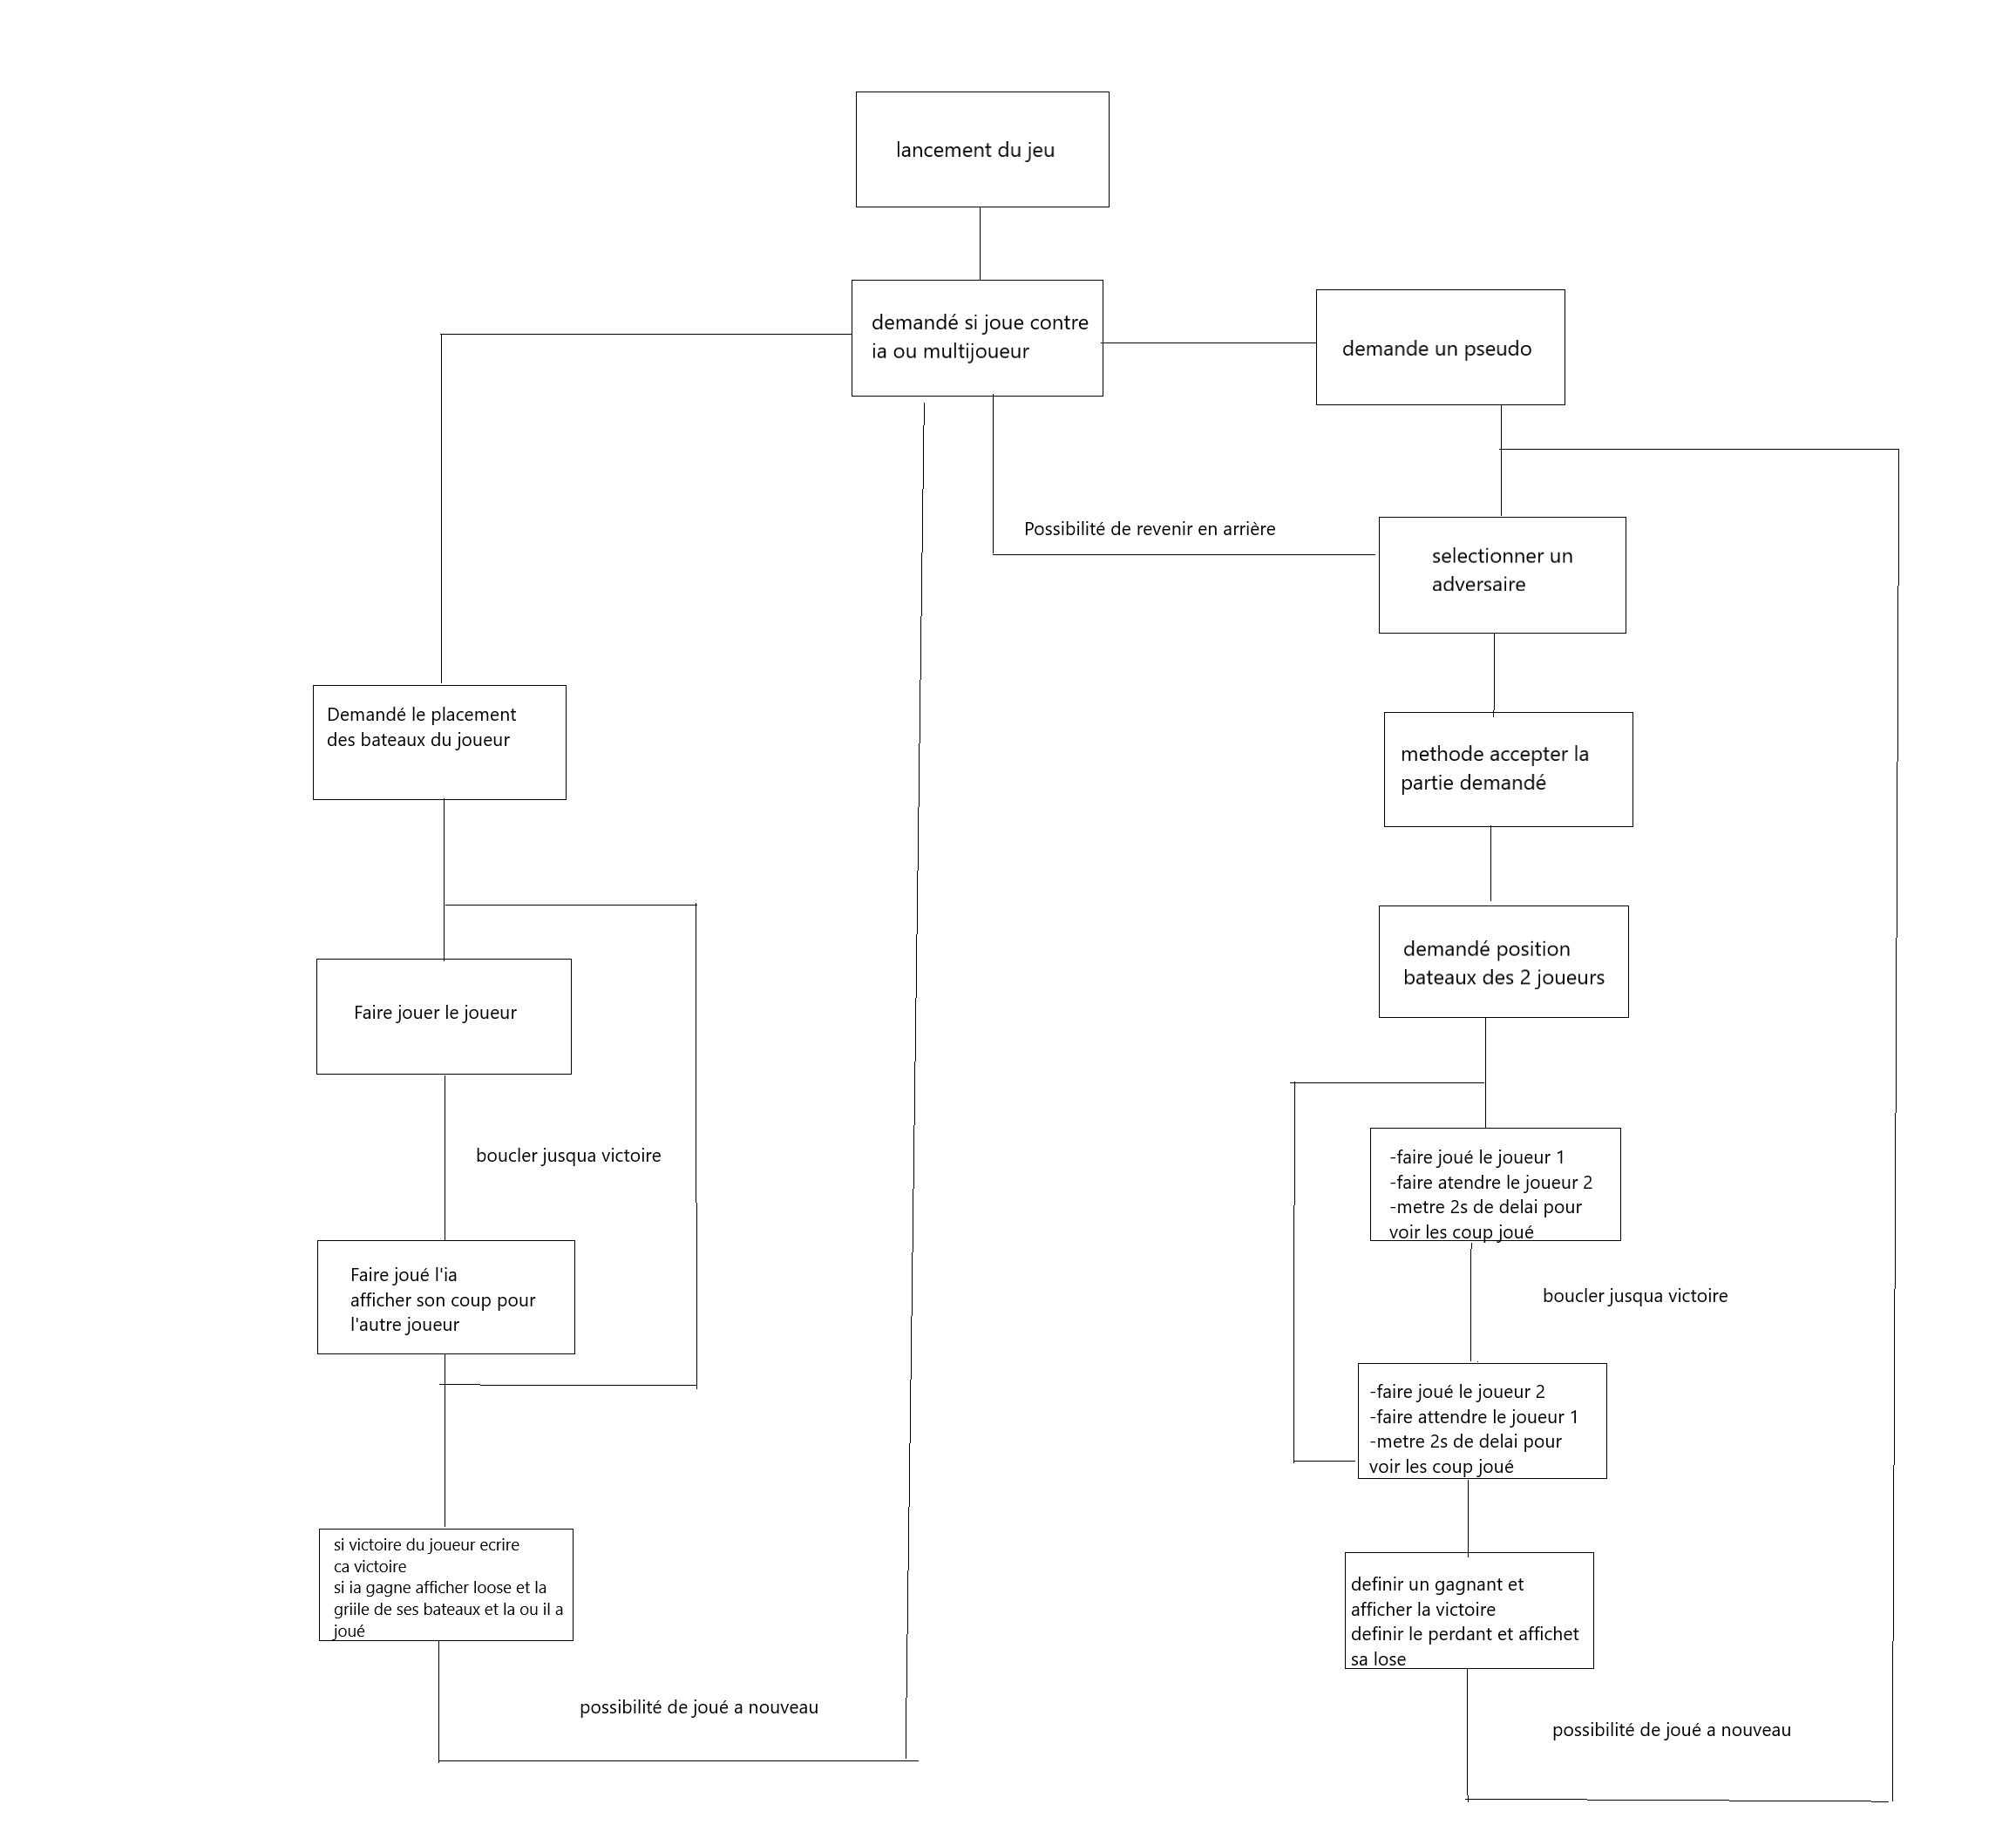 lancement du jeu
demandé si joue contre
ia ou multijoueur
demande un pseudo
Possibilité de revenir en arrière
selectionner un
adversaire
Demandé le placement
des bateaux du joueur
methode accepter la
partie demandé
demandé position
bateaux des 2 joueurs
Faire jouer le joueur
boucler jusqua victoire
-faire joué le joueur 1
-faire atendre le joueur 2
-metre 2s de delai pour
voir les coup joué
Faire joué l'ia
afficher son coup pour
l'autre joueur
boucler jusqua victoire
-faire joué le joueur 2
-faire attendre le joueur 1
-metre 2s de delai pour
voir les coup joué
si victoire du joueur ecrire
ca victoire
si ia gagne afficher loose et la
griile de ses bateaux et la ou il a
joué
definir un gagnant et
afficher la victoire
definir le perdant et affichet
sa lose
possibilité de joué a nouveau
possibilité de joué a nouveau